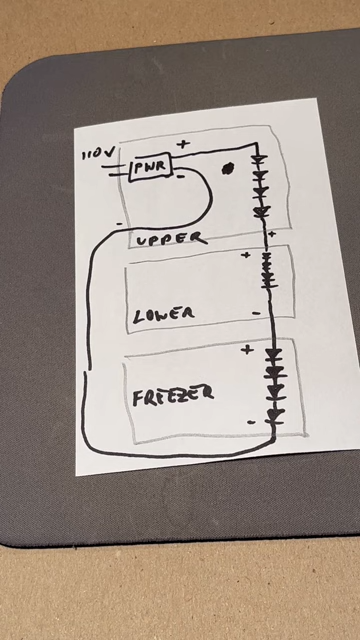 110V
+
PWR
-
-
UPPER
+
+
LOWER
-
+
FREEZER
-